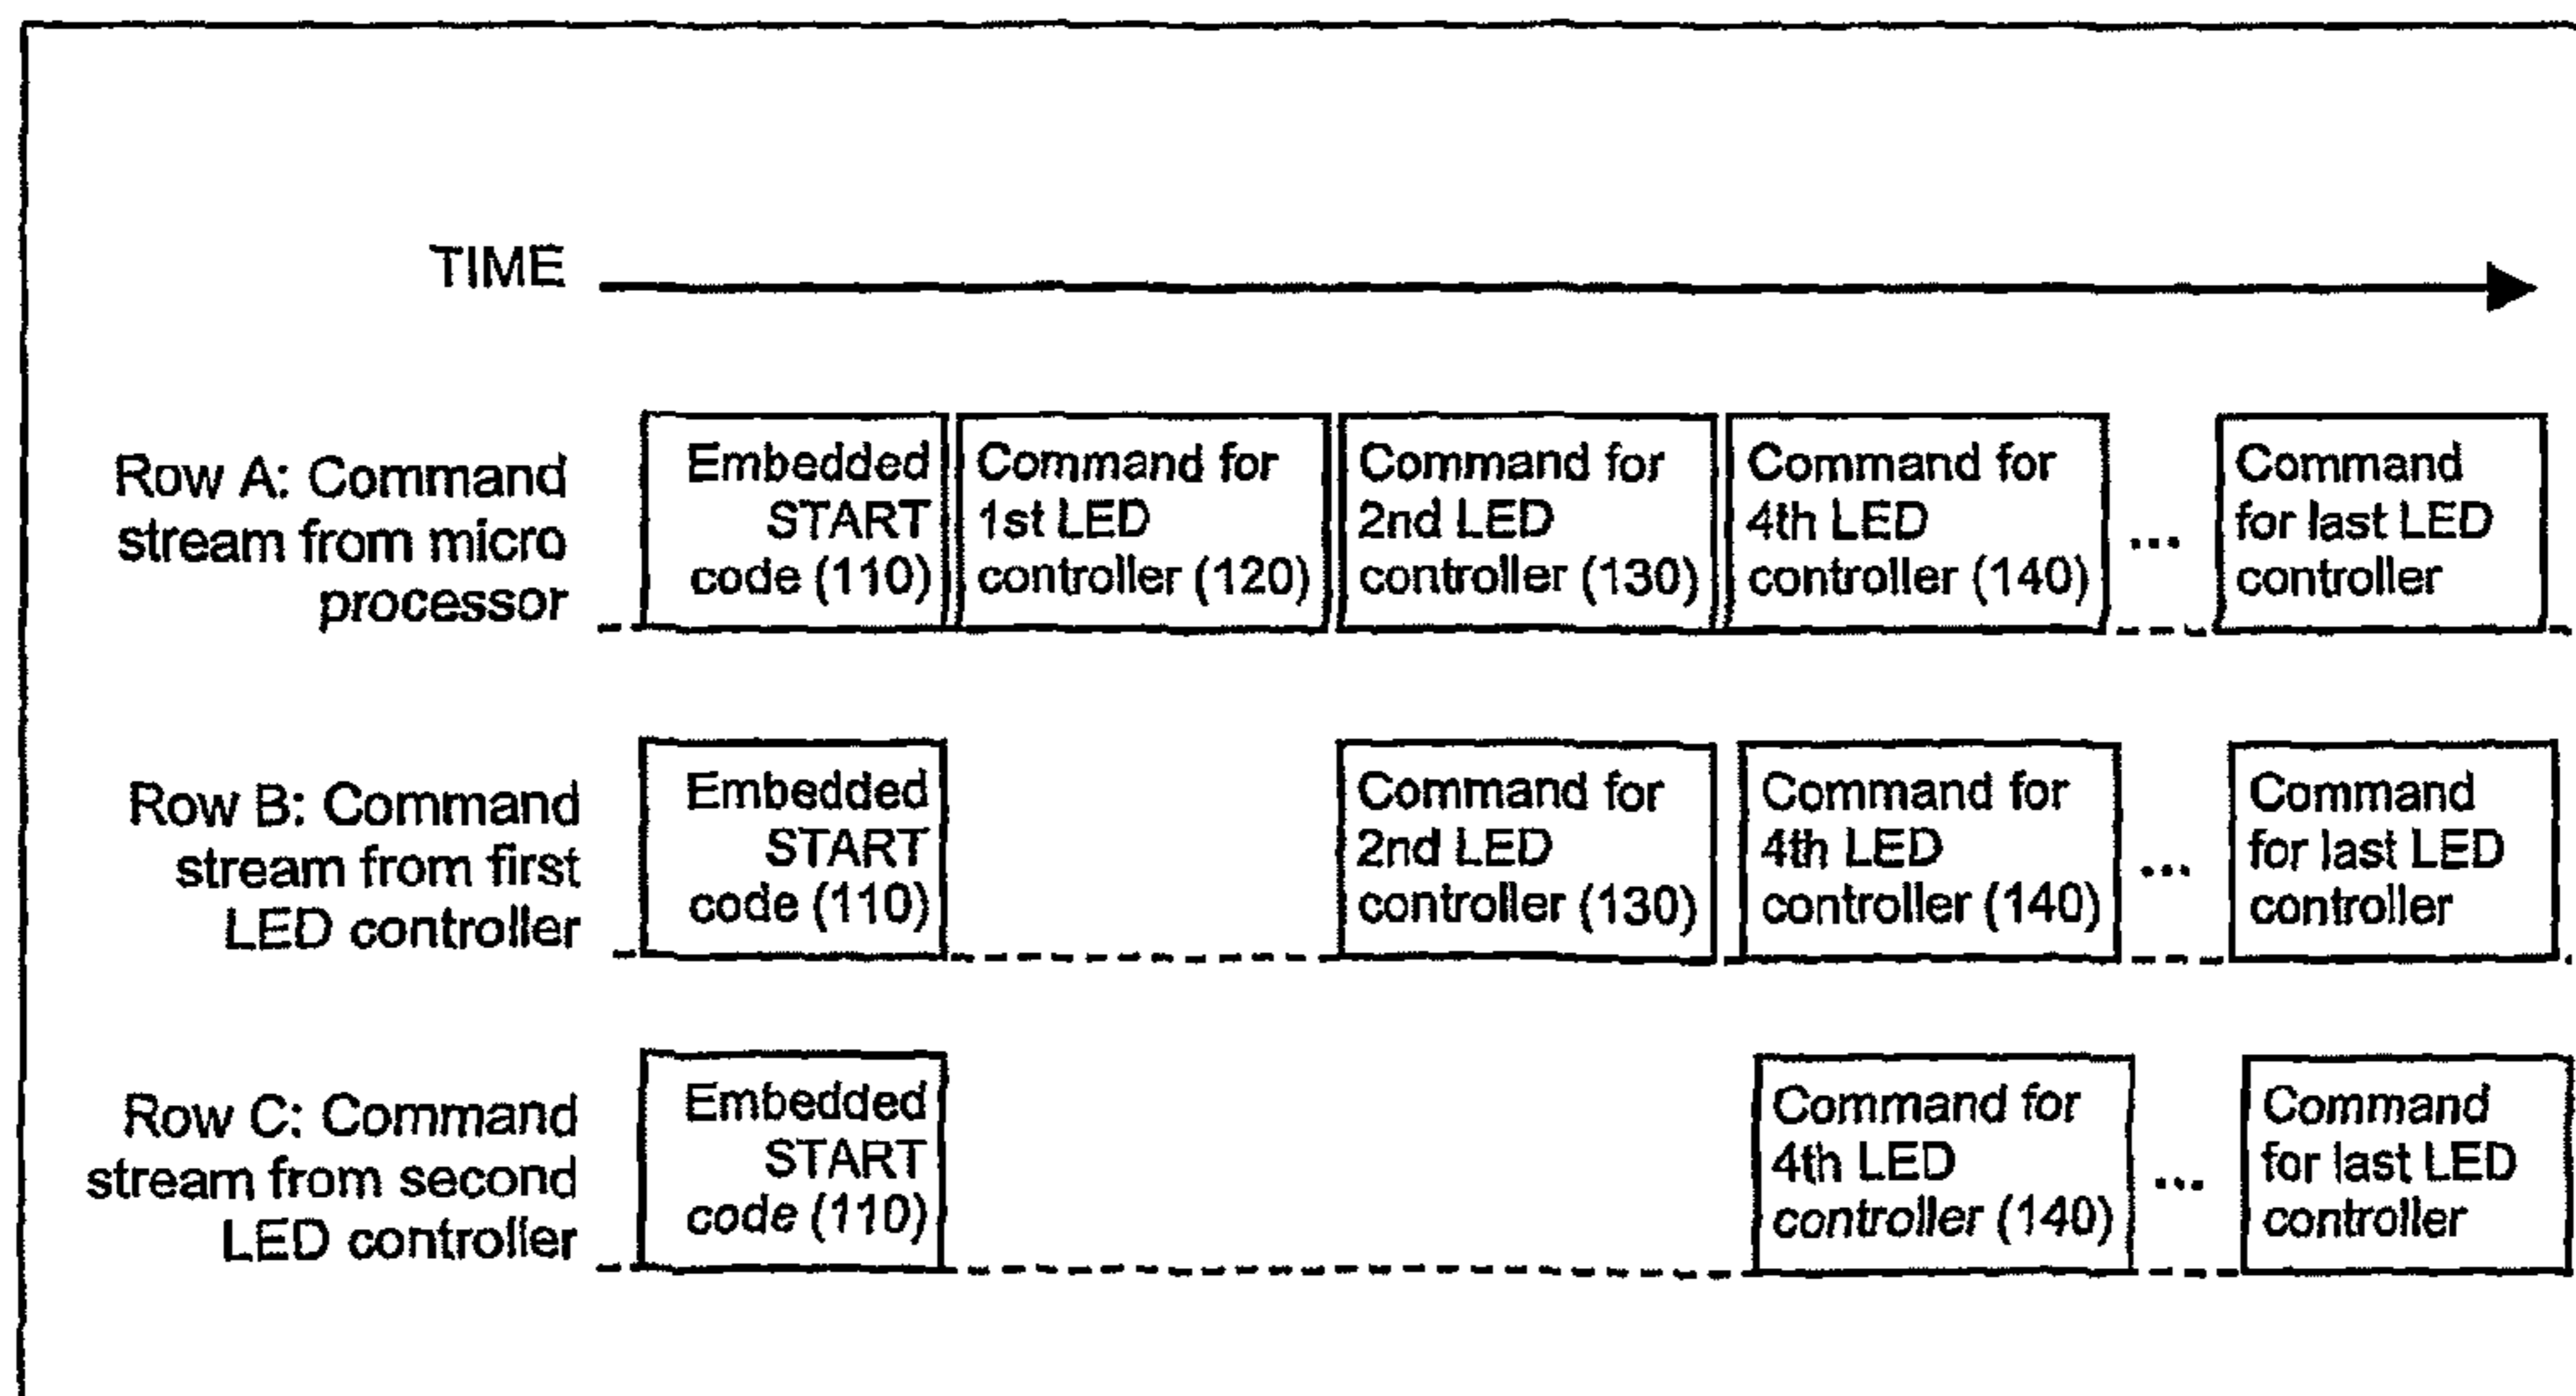 TIME
Row A: Command
stream from micro
processor
Embedded
START
code (110)
Command for
1st LED
controller (120)
Command for
2nd LED
controller (130)
Command for
4th LED
controller (140)
...
Command
for last LED
controller
Row B: Command
stream from first
LED controller
Embedded
START
code (110)
Command for
2nd LED
controller (130)
Command for
4th LED
controller (140)
...
Command
for last LED
controller
Row C: Command
stream from second
LED controller
Embedded
START
code (110)
Command for
4th LED
controller (140)
...
Command
for last LED
controller